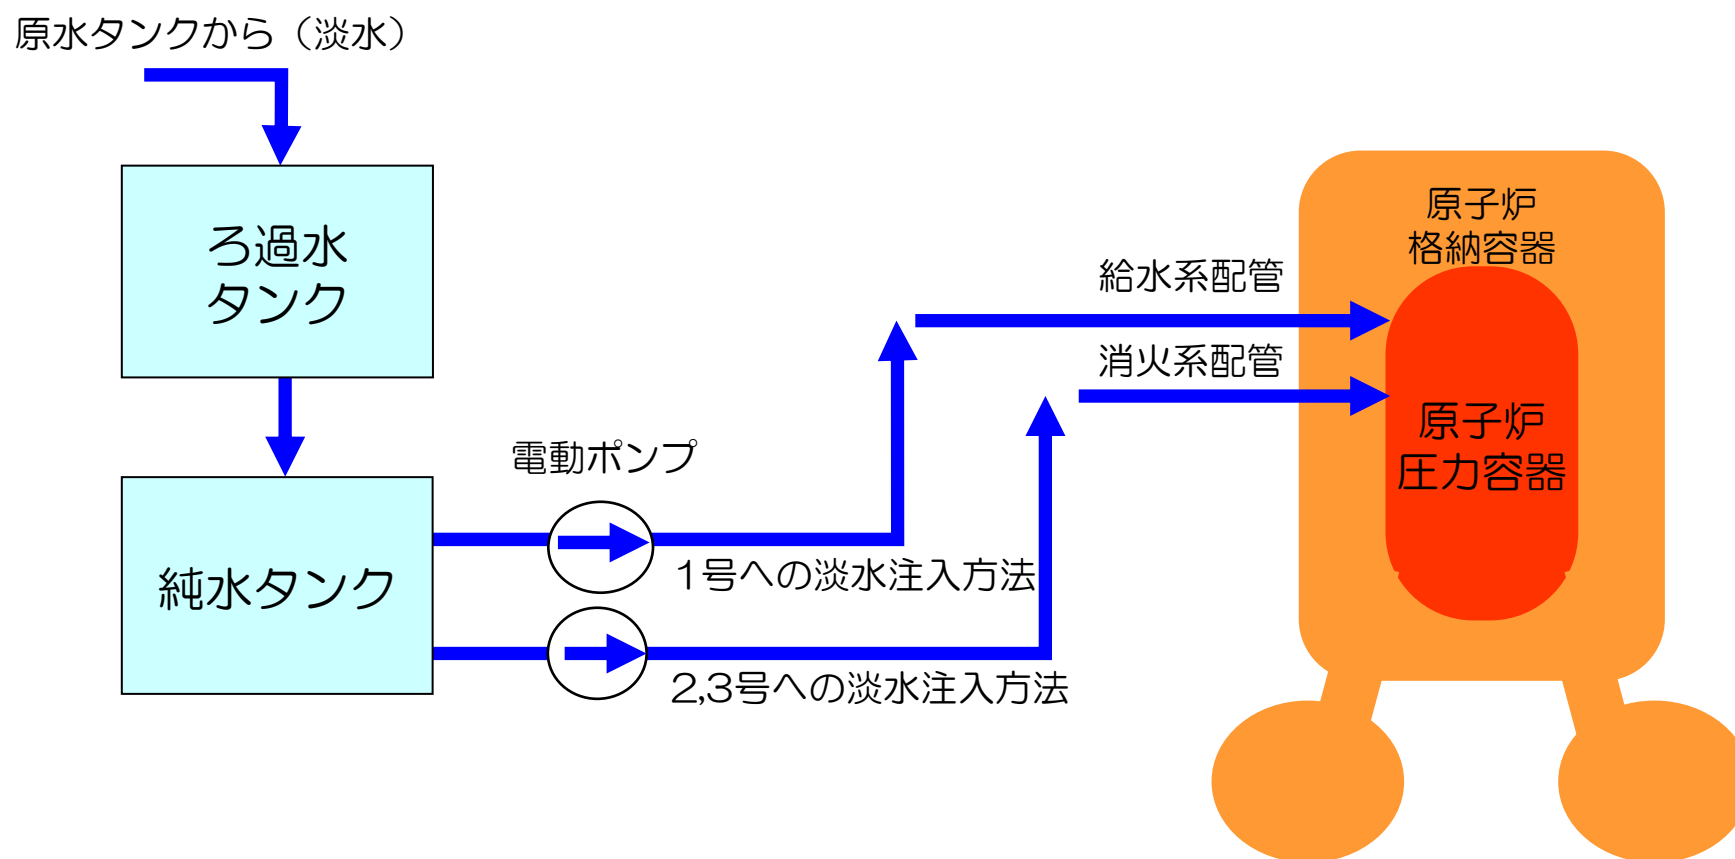 原水タンクから（淡水）
ろ過水
タンク
純水タンク
電動ポンプ
1号への淡水注入方法
2,3号への淡水注入方法
給水系配管
消火系配管
原子炉
格納容器
原子炉
圧力容器